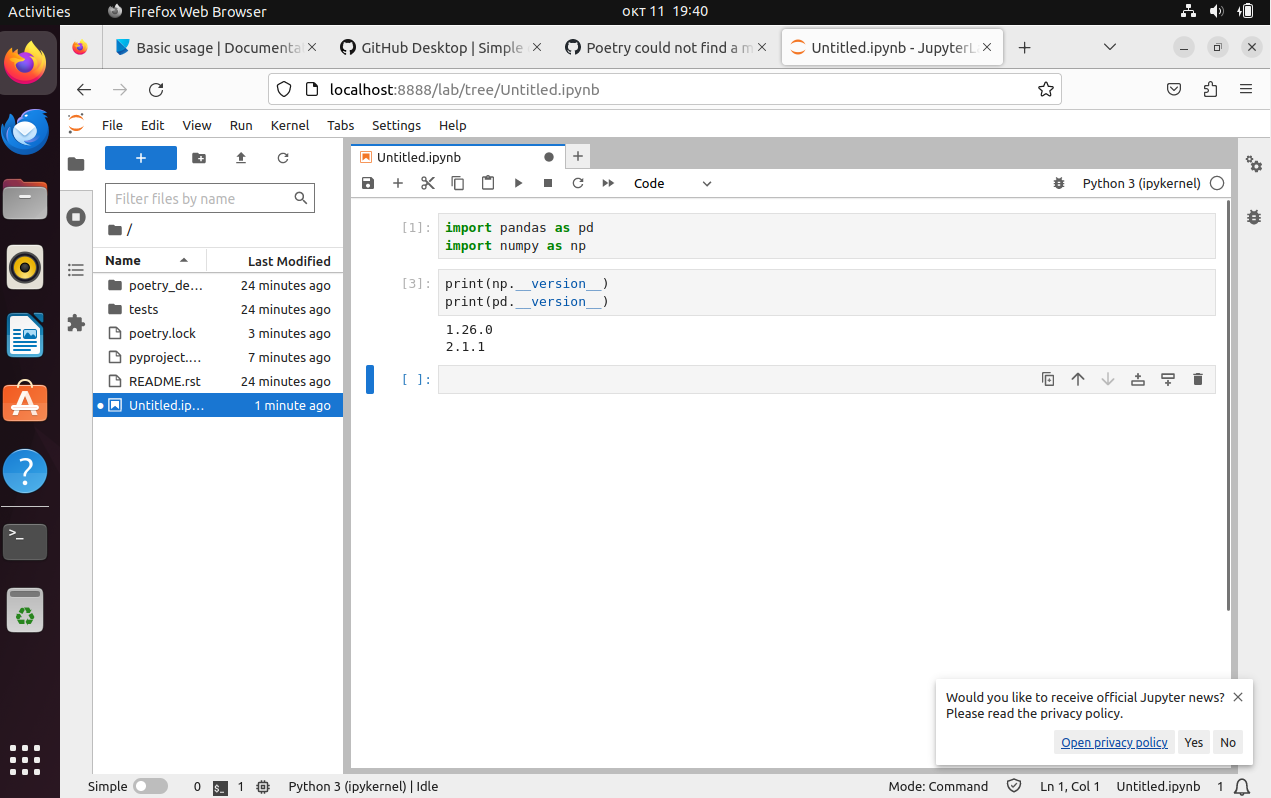 Activities Firefox Web Browser окт 11 19:40
Basic usage | Documenta GitHub Desktop | Simple Poetry could not find a m Untitled.ipynb - JupyterL
localhost:8888/lab/tree/Untitled.ipynb
File Edit View Run Kernel Tabs Settings Help
Untitled.ipynb
Filter files by name
Code Python 3 (ipykernel)
/
Name Last Modified
poetry_de... 24 minutes ago
tests 24 minutes ago
poetry.lock 3 minutes ago
pyproject.... 7 minutes ago
README.rst 24 minutes ago
Untitled.ip... 1 minute ago
[1]: import pandas as pd
import numpy as np
[3]: print(np.__version__)
print(pd.__version__)
1.26.0
2.1.1
[ ]:
Would you like to receive official Jupyter news?
Please read the privacy policy.
Open privacy policy Yes No
Simple 0 1 Python 3 (ipykernel) | Idle Mode: Command Ln 1, Col 1 Untitled.ipynb 1